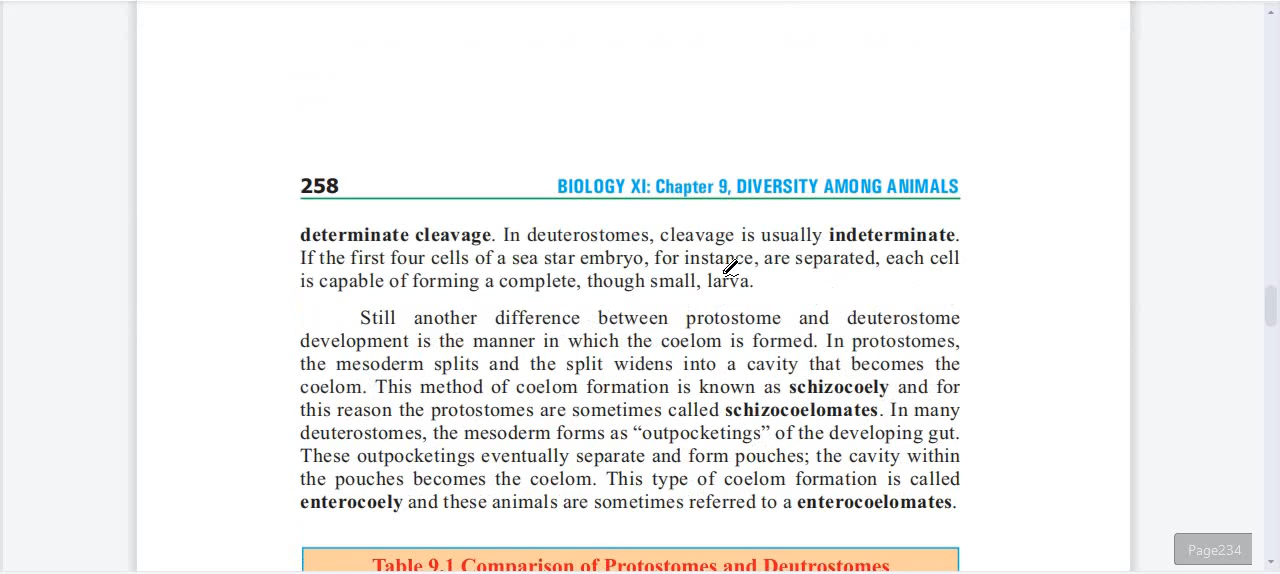 258 BIOLOGY XI: Chapter 9, DIVERSITY AMONG ANIMALS
determinate cleavage. In deuterostomes, cleavage is usually indeterminate.
If the first four cells of a sea star embryo, for instance, are separated, each cell
is capable of forming a complete, though small, larva.
Still another difference between protostome and deuterostome
development is the manner in which the coelom is formed. In protostomes,
the mesoderm splits and the split widens into a cavity that becomes the
coelom. This method of coelom formation is known as schizocoely and for
this reason the protostomes are sometimes called schizocoelomates. In many
deuterostomes, the mesoderm forms as “outpocketings” of the developing gut.
These outpocketings eventually separate and form pouches; the cavity within
the pouches becomes the coelom. This type of coelom formation is called
enterocoely and these animals are sometimes referred to a enterocoelomates.
Table 9.1 Comparison of Protostomes and Deutrostomes
Page234